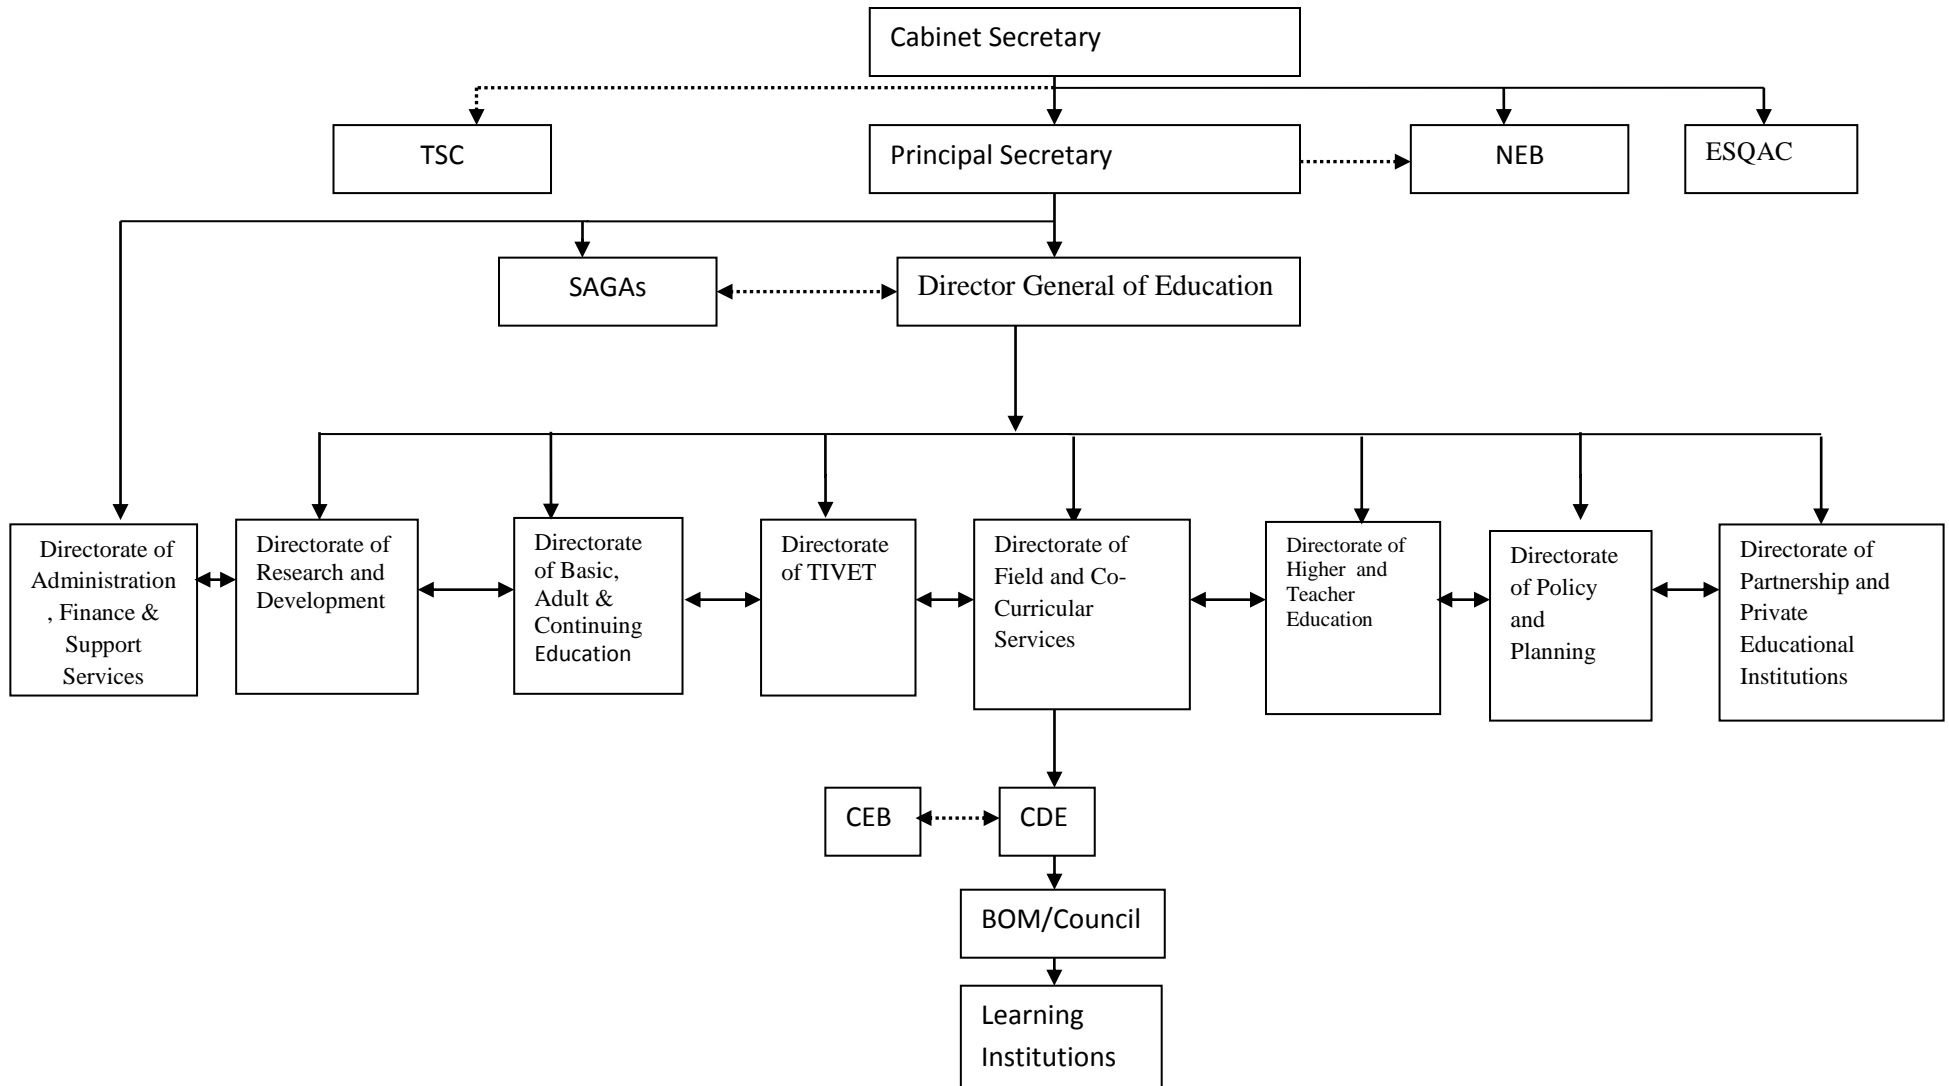 Cabinet Secretary
TSC
Principal Secretary
NEB
ESQAC
SAGAs
Director General of Education
Directorate of
Administration
, Finance &
Support
Services
Directorate of
Research and
Development
Directorate
of Basic,
Adult &
Continuing
Education
Directorate
of TIVET
Directorate of
Field and Co-
Curricular
Services
Directorate of
Higher and
Teacher
Education
Directorate
of Policy
and
Planning
Directorate of
Partnership and
Private
Educational
Institutions
CEB
CDE
BOM/Council
Learning
Institutions